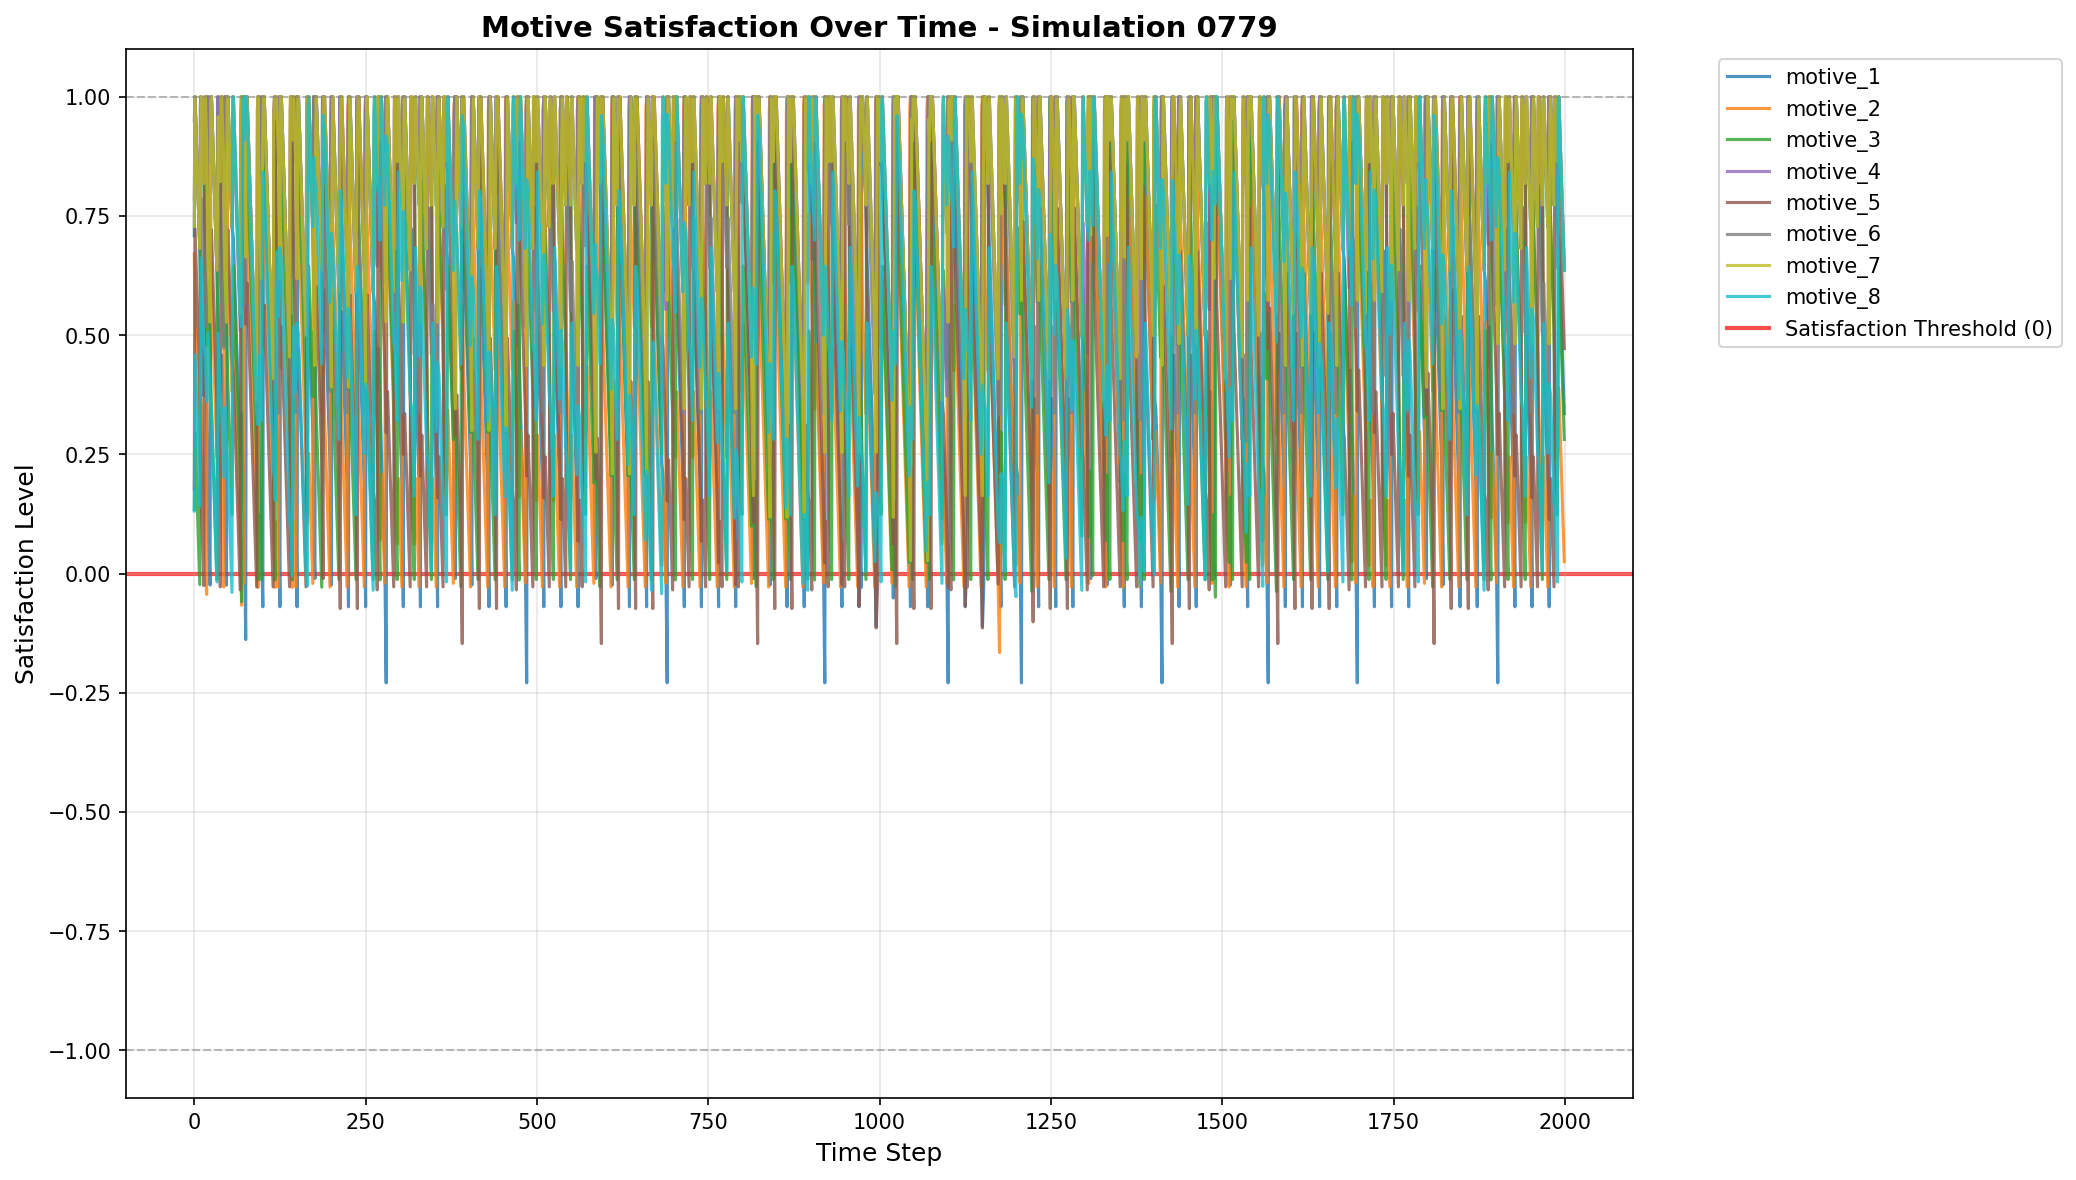 Motive Satisfaction Over Time - Simulation 0779
1.00
0.75
0.50
0.25
0.00
−0.25
−0.50
−0.75
−1.00
Satisfaction Level
0 250 500 750 1000 1250 1500 1750 2000
Time Step
motive_1
motive_2
motive_3
motive_4
motive_5
motive_6
motive_7
motive_8
Satisfaction Threshold (0)